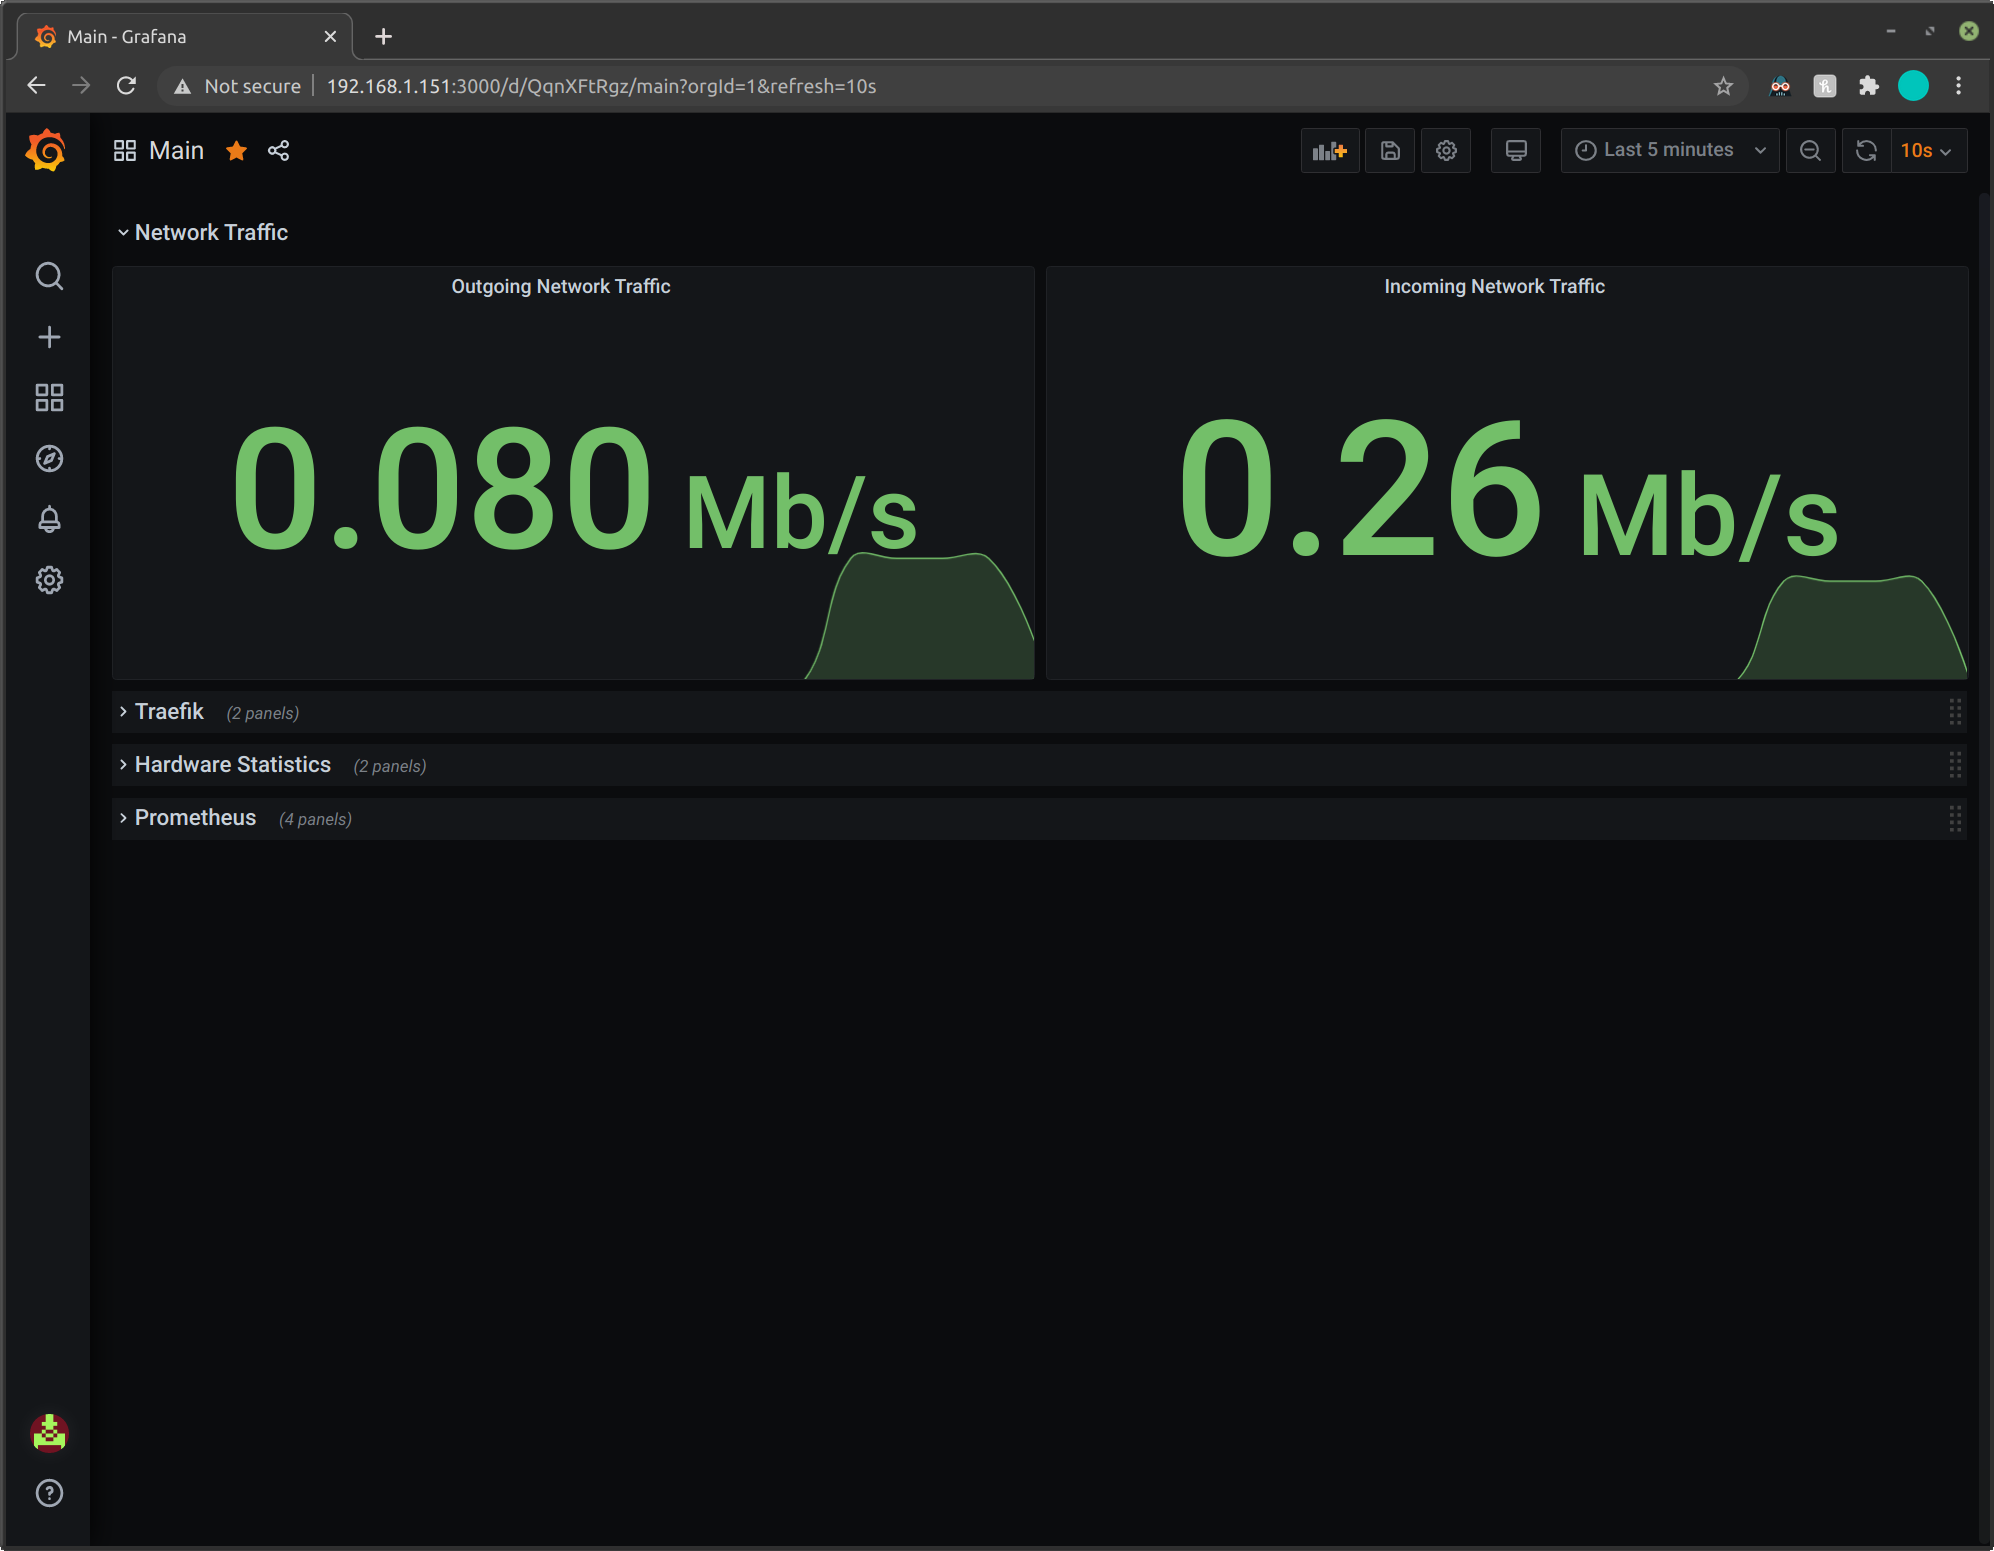 Main - Grafana
Not secure
192.168.1.151:3000/d/QqnXFtRgz/main?orgId=1&refresh=10s
Main
Last 5 minutes
10s
Network Traffic
Outgoing Network Traffic
Incoming Network Traffic
0.080 Mb/s
0.26 Mb/s
Traefik (2 panels)
Hardware Statistics (2 panels)
Prometheus (4 panels)